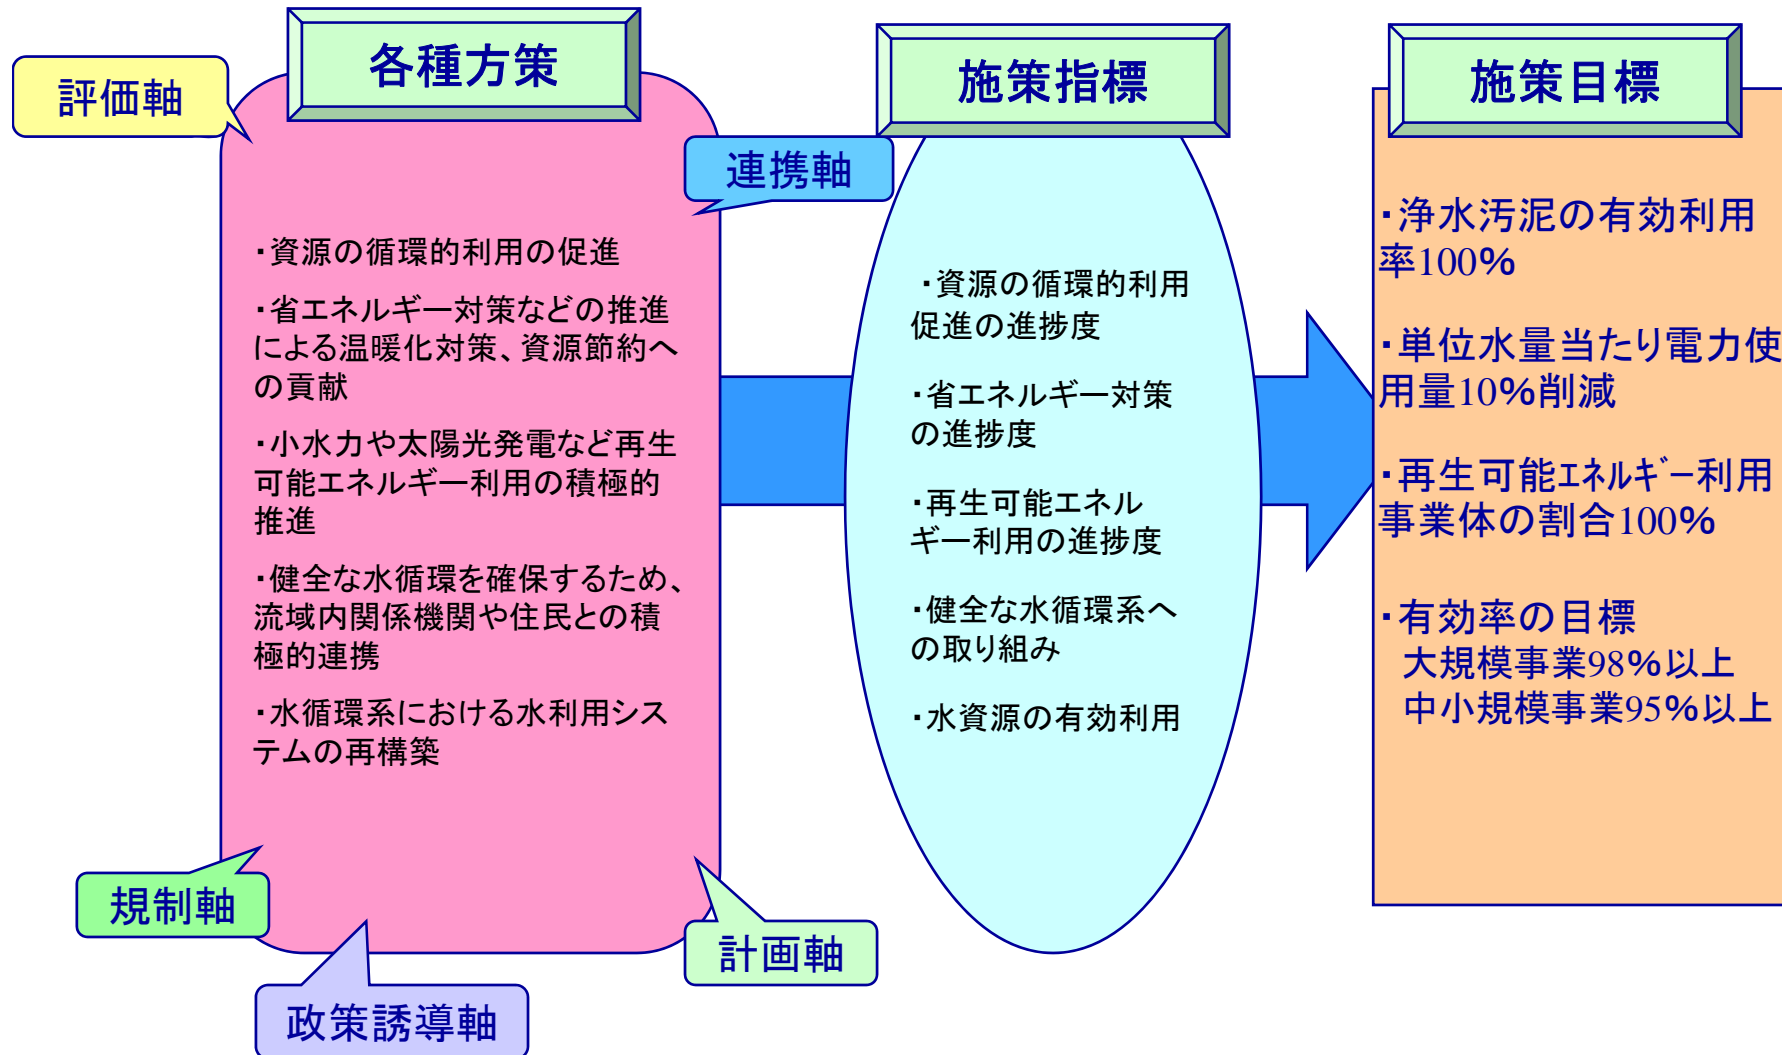 評価軸
各種方策
連携軸
・資源の循環的利用の促進
・省エネルギー対策などの推進
による温暖化対策、資源節約へ
の貢献
・小水力や太陽光発電など再生
可能エネルギー利用の積極的
推進
・健全な水循環を確保するため、
流域内関係機関や住民との積
極的連携
・水循環系における水利用シス
テムの再構築
規制軸
政策誘導軸
計画軸
施策指標
・資源の循環的利用
促進の進捗度
・省エネルギー対策
の進捗度
・再生可能エネル
ギー利用の進捗度
・健全な水循環系へ
の取り組み
・水資源の有効利用
施策目標
・浄水汚泥の有効利用
率100%
・単位水量当たり電力使
用量10%削減
・再生可能ｴﾈﾙｷﾞｰ利用
事業体の割合100%
・有効率の目標
大規模事業98%以上
中小規模事業95%以上